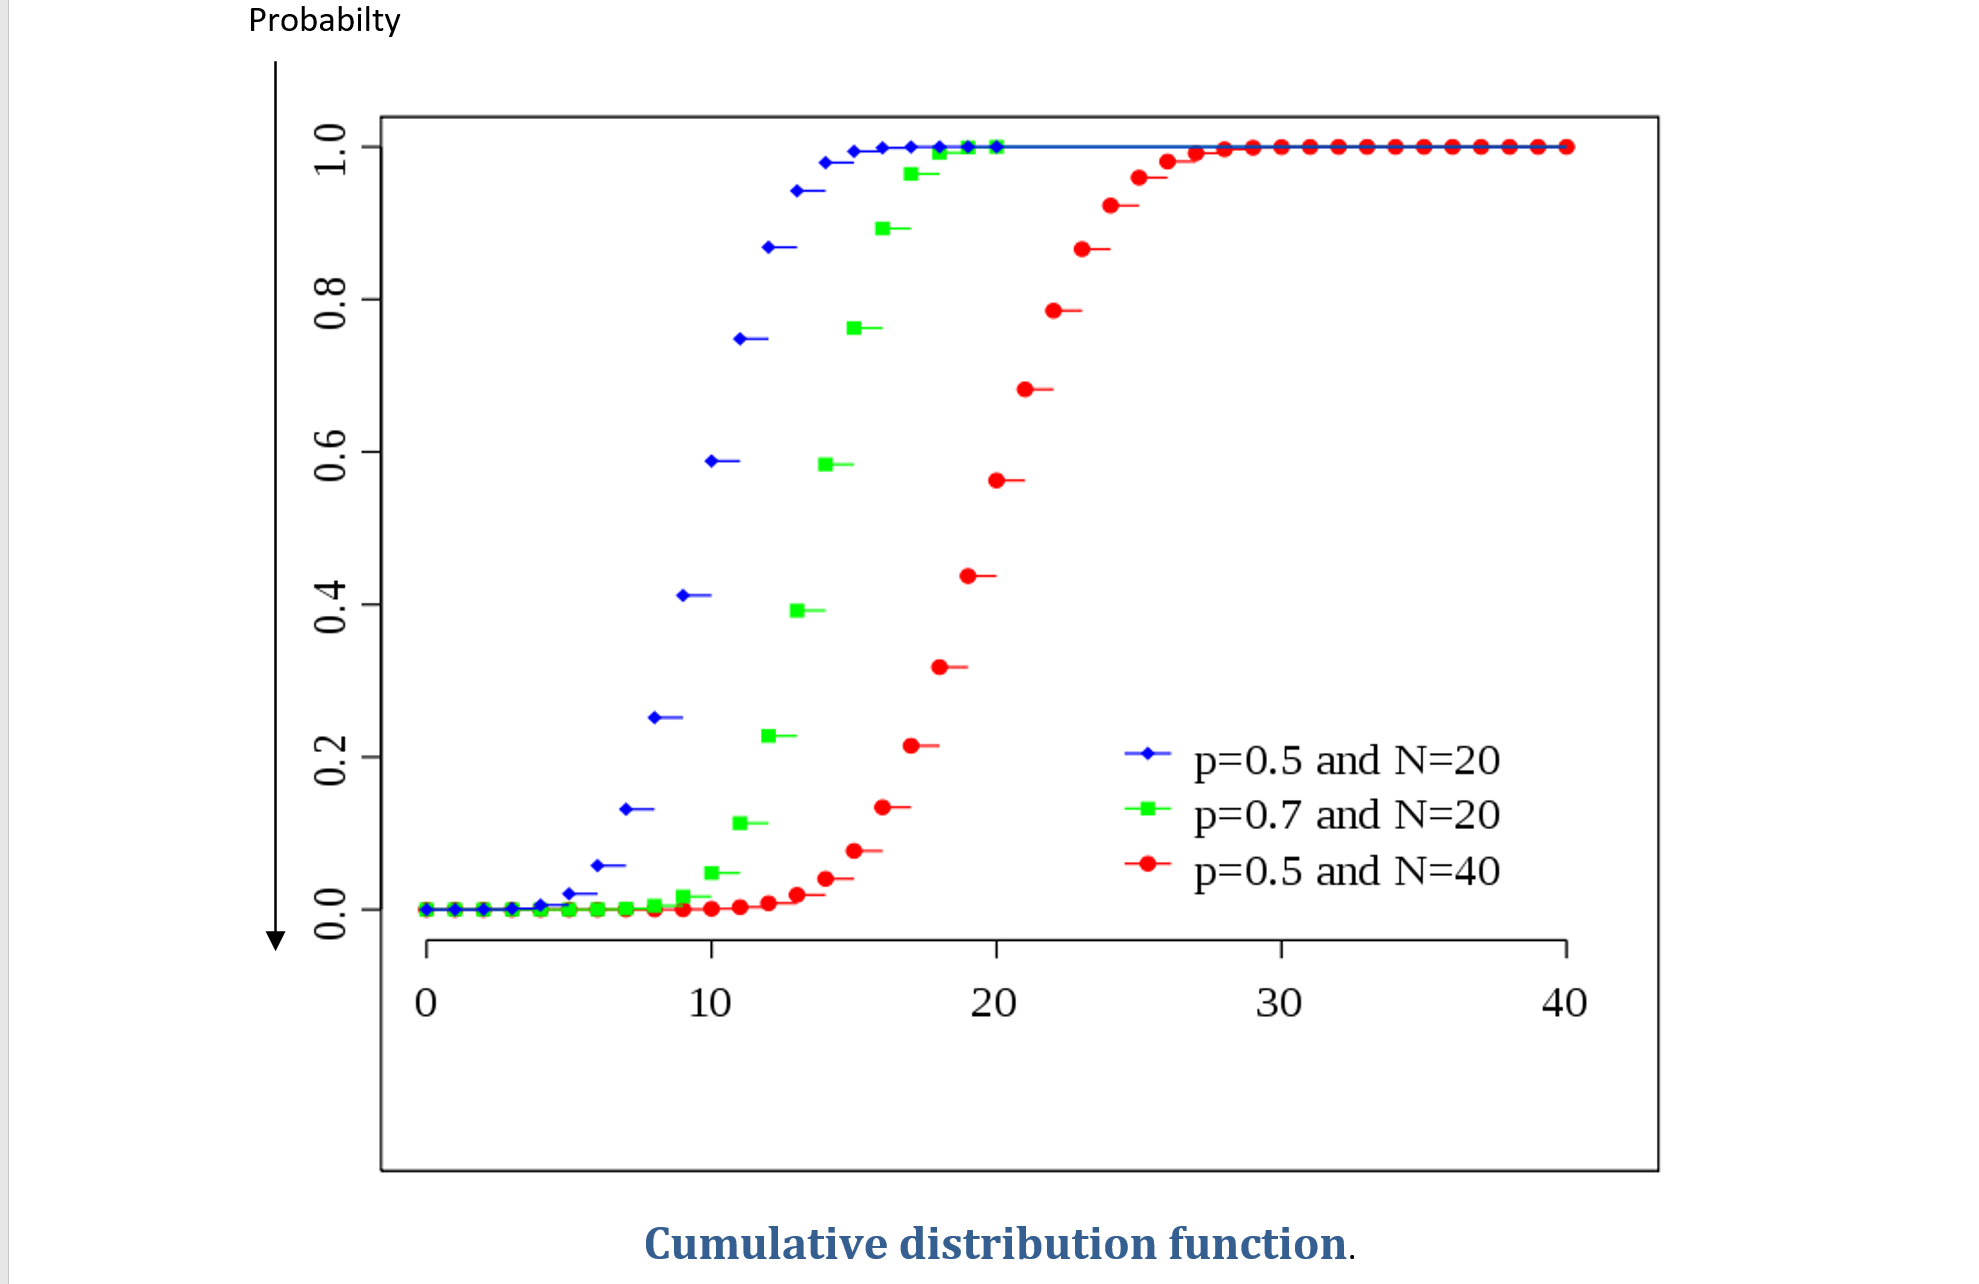 Probabilty
1.0
0.8
0.6
0.4
0.2
0.0
p=0.5 and N=20
p=0.7 and N=20
p=0.5 and N=40
0 10 20 30 40
Cumulative distribution function.